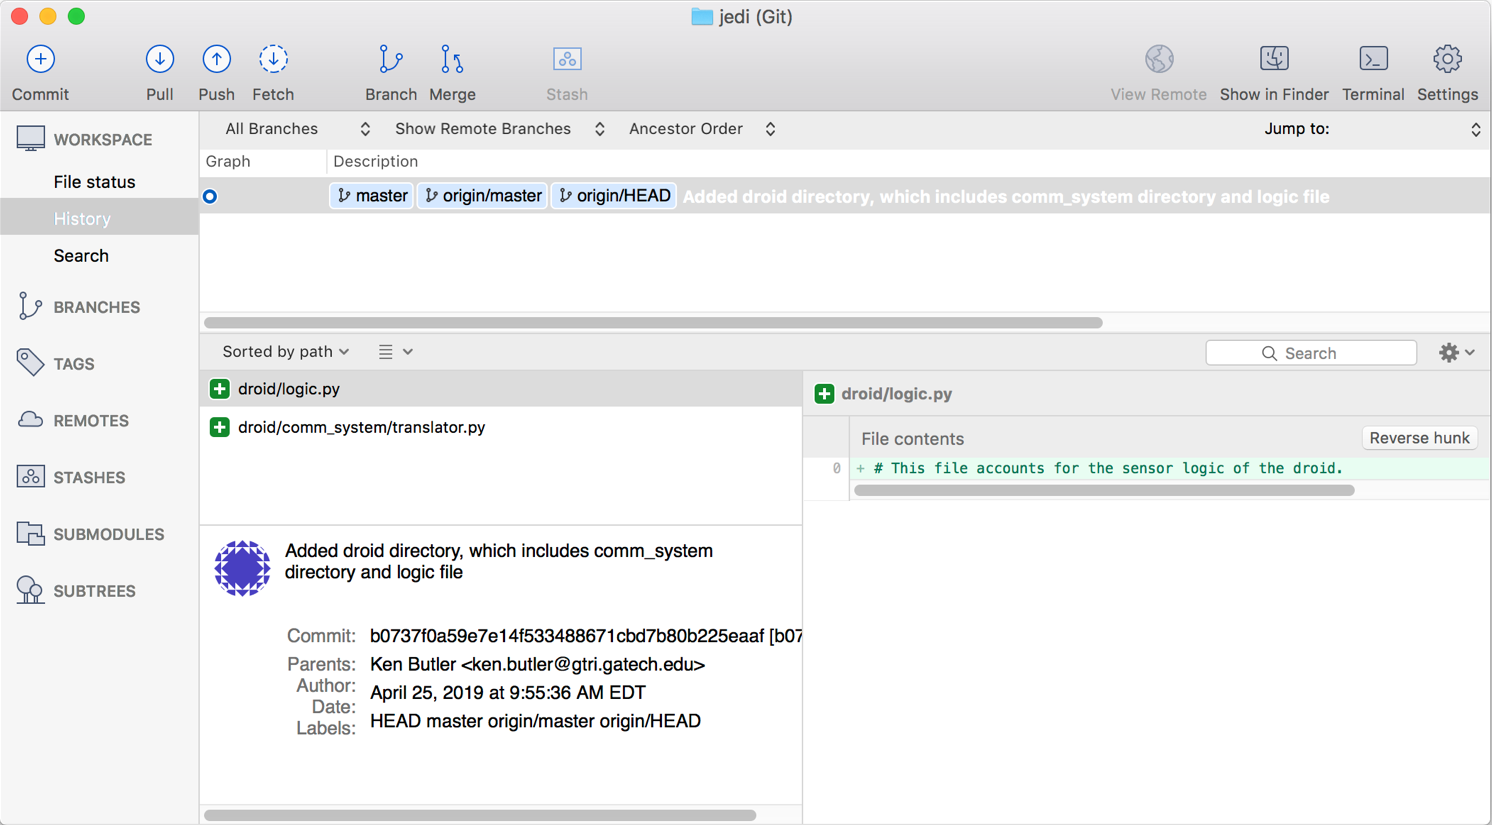 jedi (Git)
Commit Pull Push Fetch Branch Merge Stash View Remote Show in Finder Terminal Settings
WORKSPACE
File status
History
Search
BRANCHES
TAGS
REMOTES
STASHES
SUBMODULES
SUBTREES
All Branches Show Remote Branches Ancestor Order Jump to:
Graph Description
master origin/master origin/HEAD Added droid directory, which includes comm_system directory and logic file
Sorted by path Search
droid/logic.py
droid/comm_system/translator.py
Added droid directory, which includes comm_system
directory and logic file
Commit: b0737f0a59e7e14f533488671cbd7b80b225eaaf [b07
Parents: Ken Butler <ken.butler@gtri.gatech.edu>
Author: April 25, 2019 at 9:55:36 AM EDT
Date:
Labels: HEAD master origin/master origin/HEAD
droid/logic.py
File contents Reverse hunk
0 + # This file accounts for the sensor logic of the droid.